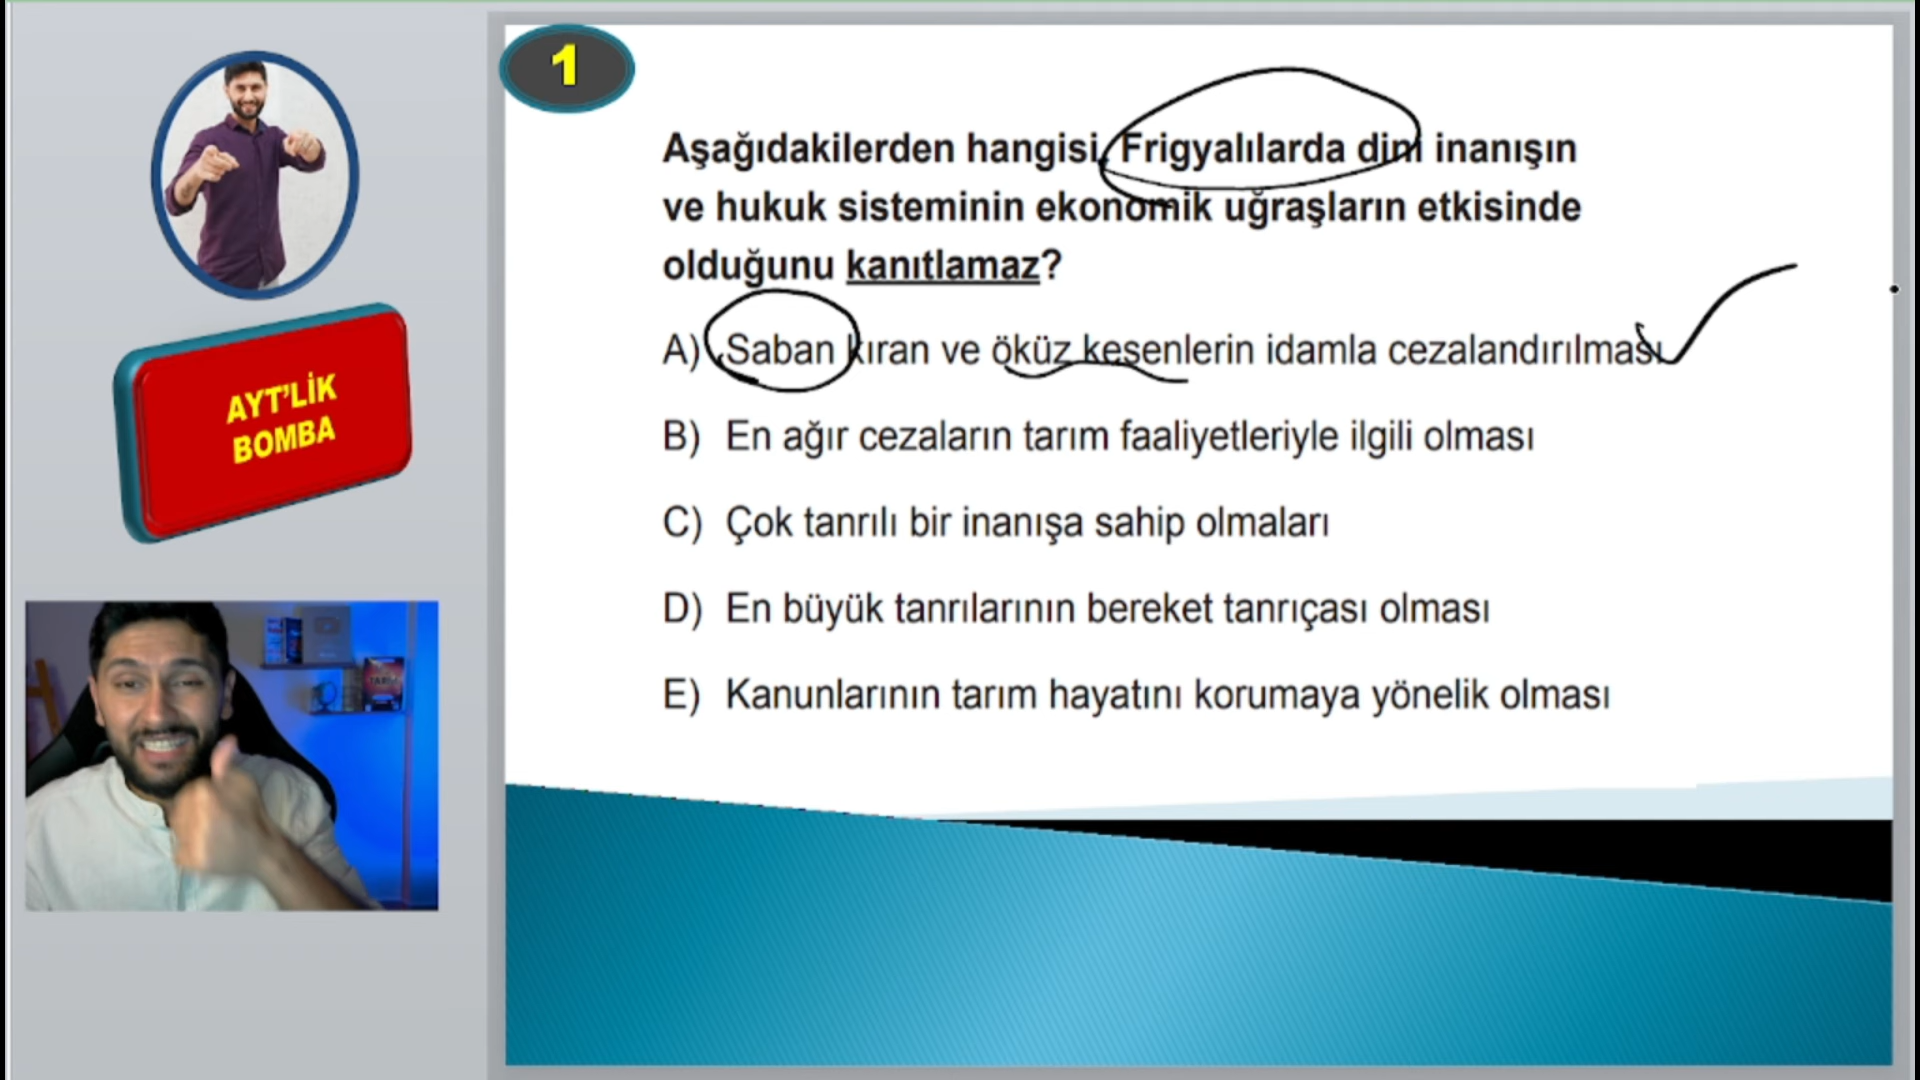 1
Aşağıdakilerden hangisi, Frigyalılarda dinî inanışın
ve hukuk sisteminin ekonomik uğraşların etkisinde
olduğunu kanıtlamaz?
A) Saban kıran ve öküz kesenlerin idamla cezalandırılması
B) En ağır cezaların tarım faaliyetleriyle ilgili olması
C) Çok tanrılı bir inanışa sahip olmaları
D) En büyük tanrılarının bereket tanrıçası olması
E) Kanunlarının tarım hayatını korumaya yönelik olması
AYT'LİK
BOMBA